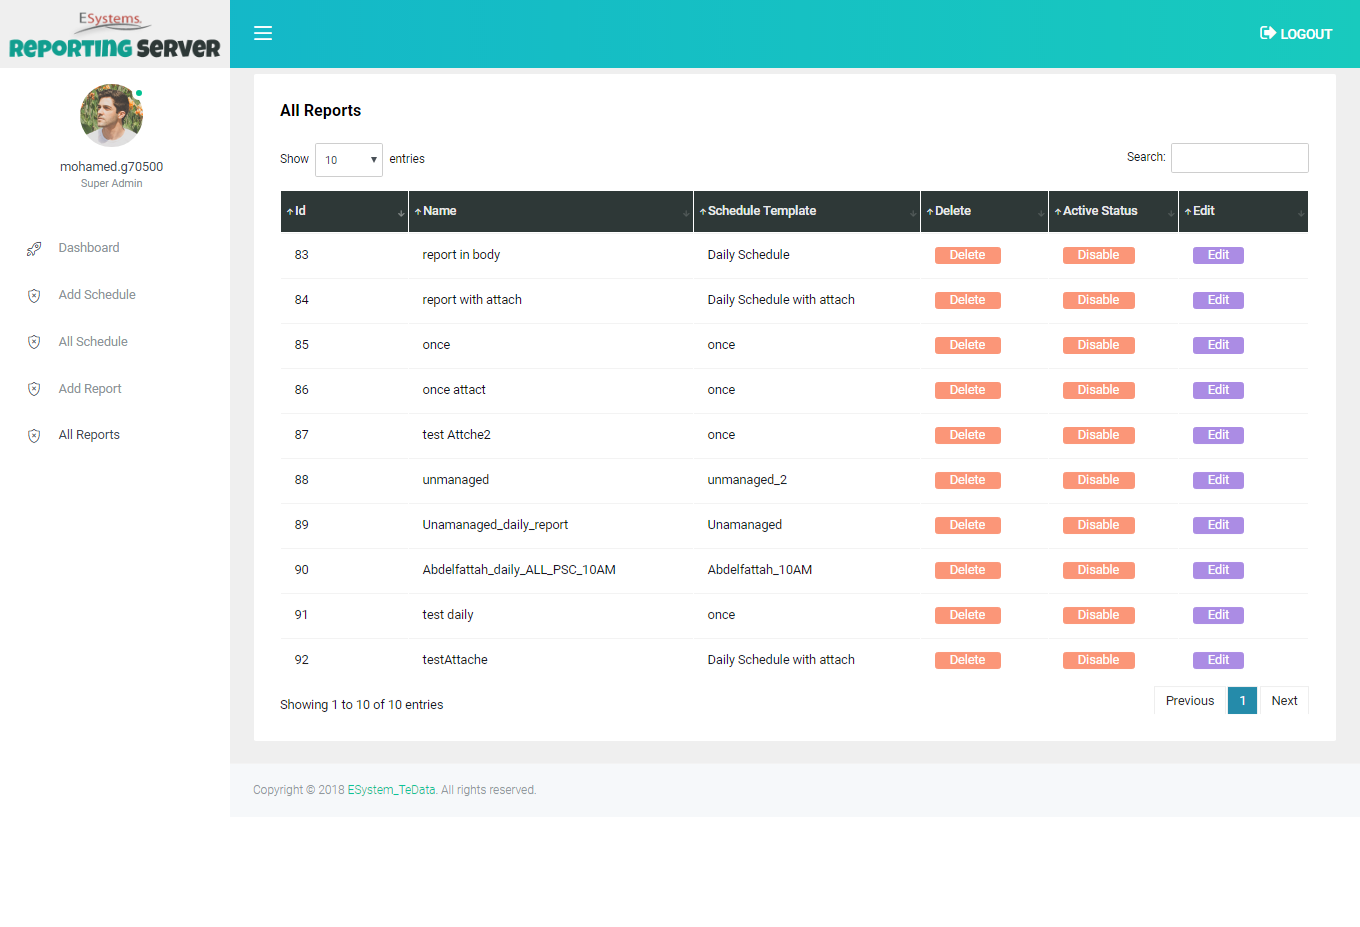 ESystems.
REPORTING SERVER
LOGOUT
mohamed.g70500
Super Admin
Dashboard
Add Schedule
All Schedule
Add Report
All Reports
All Reports
Show 10 entries
Search:
Id Name Schedule Template Delete Active Status Edit
83 report in body Daily Schedule Delete Disable Edit
84 report with attach Daily Schedule with attach Delete Disable Edit
85 once once Delete Disable Edit
86 once attact once Delete Disable Edit
87 test Attche2 once Delete Disable Edit
88 unmanaged unmanaged_2 Delete Disable Edit
89 Unamanaged_daily_report Unamanaged Delete Disable Edit
90 Abdelfattah_daily_ALL_PSC_10AM Abdelfattah_10AM Delete Disable Edit
91 test daily once Delete Disable Edit
92 testAttache Daily Schedule with attach Delete Disable Edit
Showing 1 to 10 of 10 entries
Previous 1 Next
Copyright © 2018 ESystem_TeData. All rights reserved.